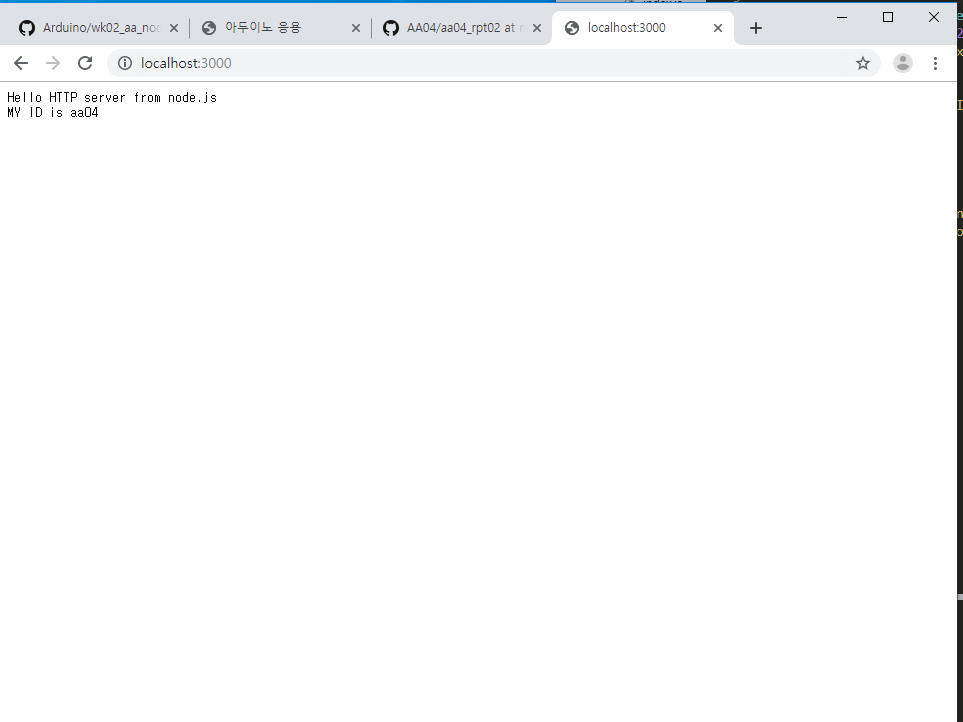 Arduino/wk02_aa_noc
아두이노 응용
AA04/aa04_rpt02 at r
localhost:3000
localhost:3000
Hello HTTP server from node.js
MY ID is aa04